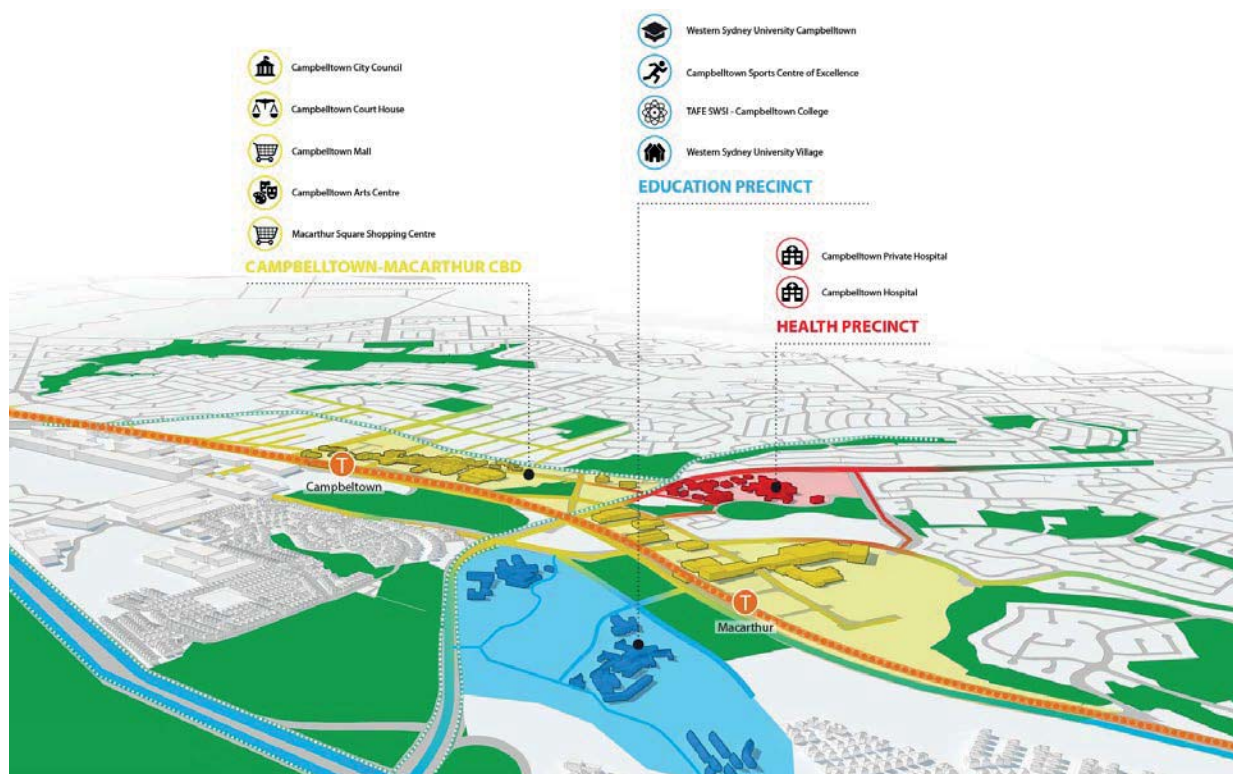 Campbelltown City Council
Campbelltown Court House
Campbelltown Mall
Campbelltown Arts Centre
Macarthur Square Shopping Centre
CAMPBELLTOWN-MACARTHUR CBD
Western Sydney University Campbelltown
Campbelltown Sports Centre of Excellence
TAFE SWSI - Campbelltown College
Western Sydney University Village
EDUCATION PRECINCT
Campbelltown Private Hospital
Campbelltown Hospital
HEALTH PRECINCT
T
Campbeltown
T
Macarthur